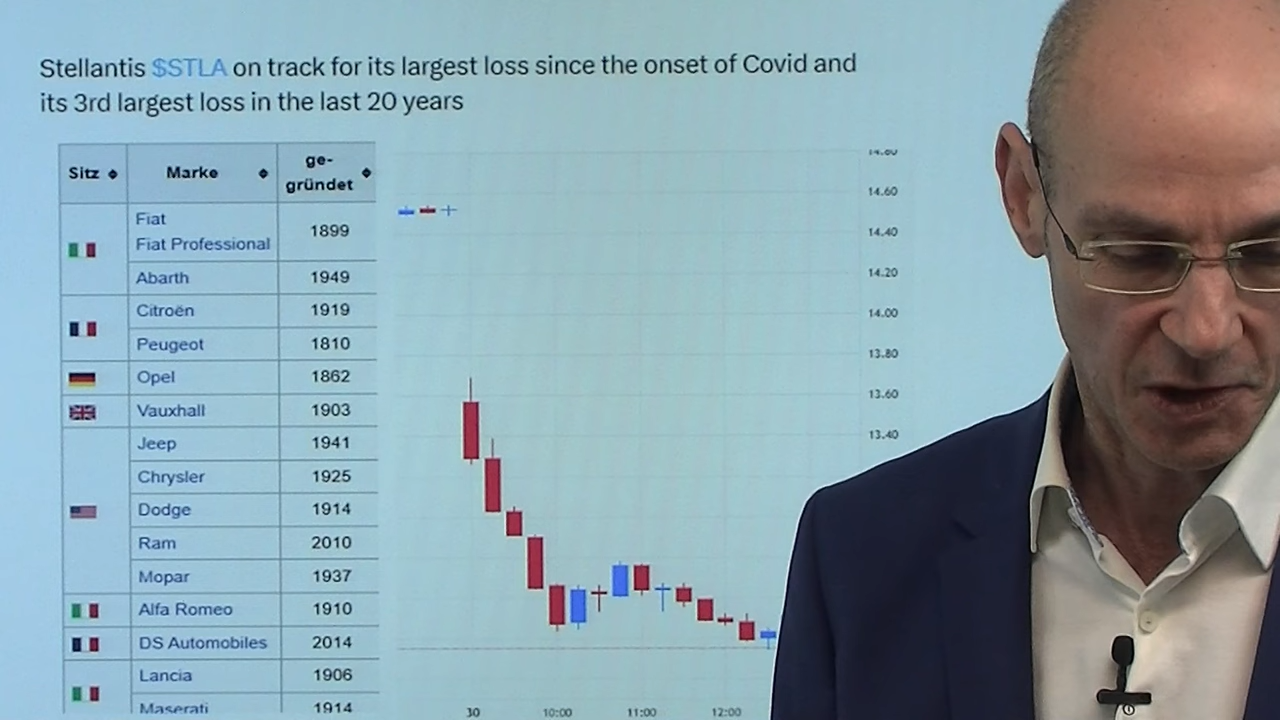 Stellantis $STLA on track for its largest loss since the onset of Covid and
its 3rd largest loss in the last 20 years
Sitz Marke ge-
gründet
Fiat
Fiat Professional 1899
Abarth 1949
Citroën 1919
Peugeot 1810
Opel 1862
Vauxhall 1903
Jeep 1941
Chrysler 1925
Dodge 1914
Ram 2010
Mopar 1937
Alfa Romeo 1910
DS Automobiles 2014
Lancia 1906
Maserati 1914
14.80
14.60
14.40
14.20
14.00
13.80
13.60
13.40
30 10:00 11:00 12:00